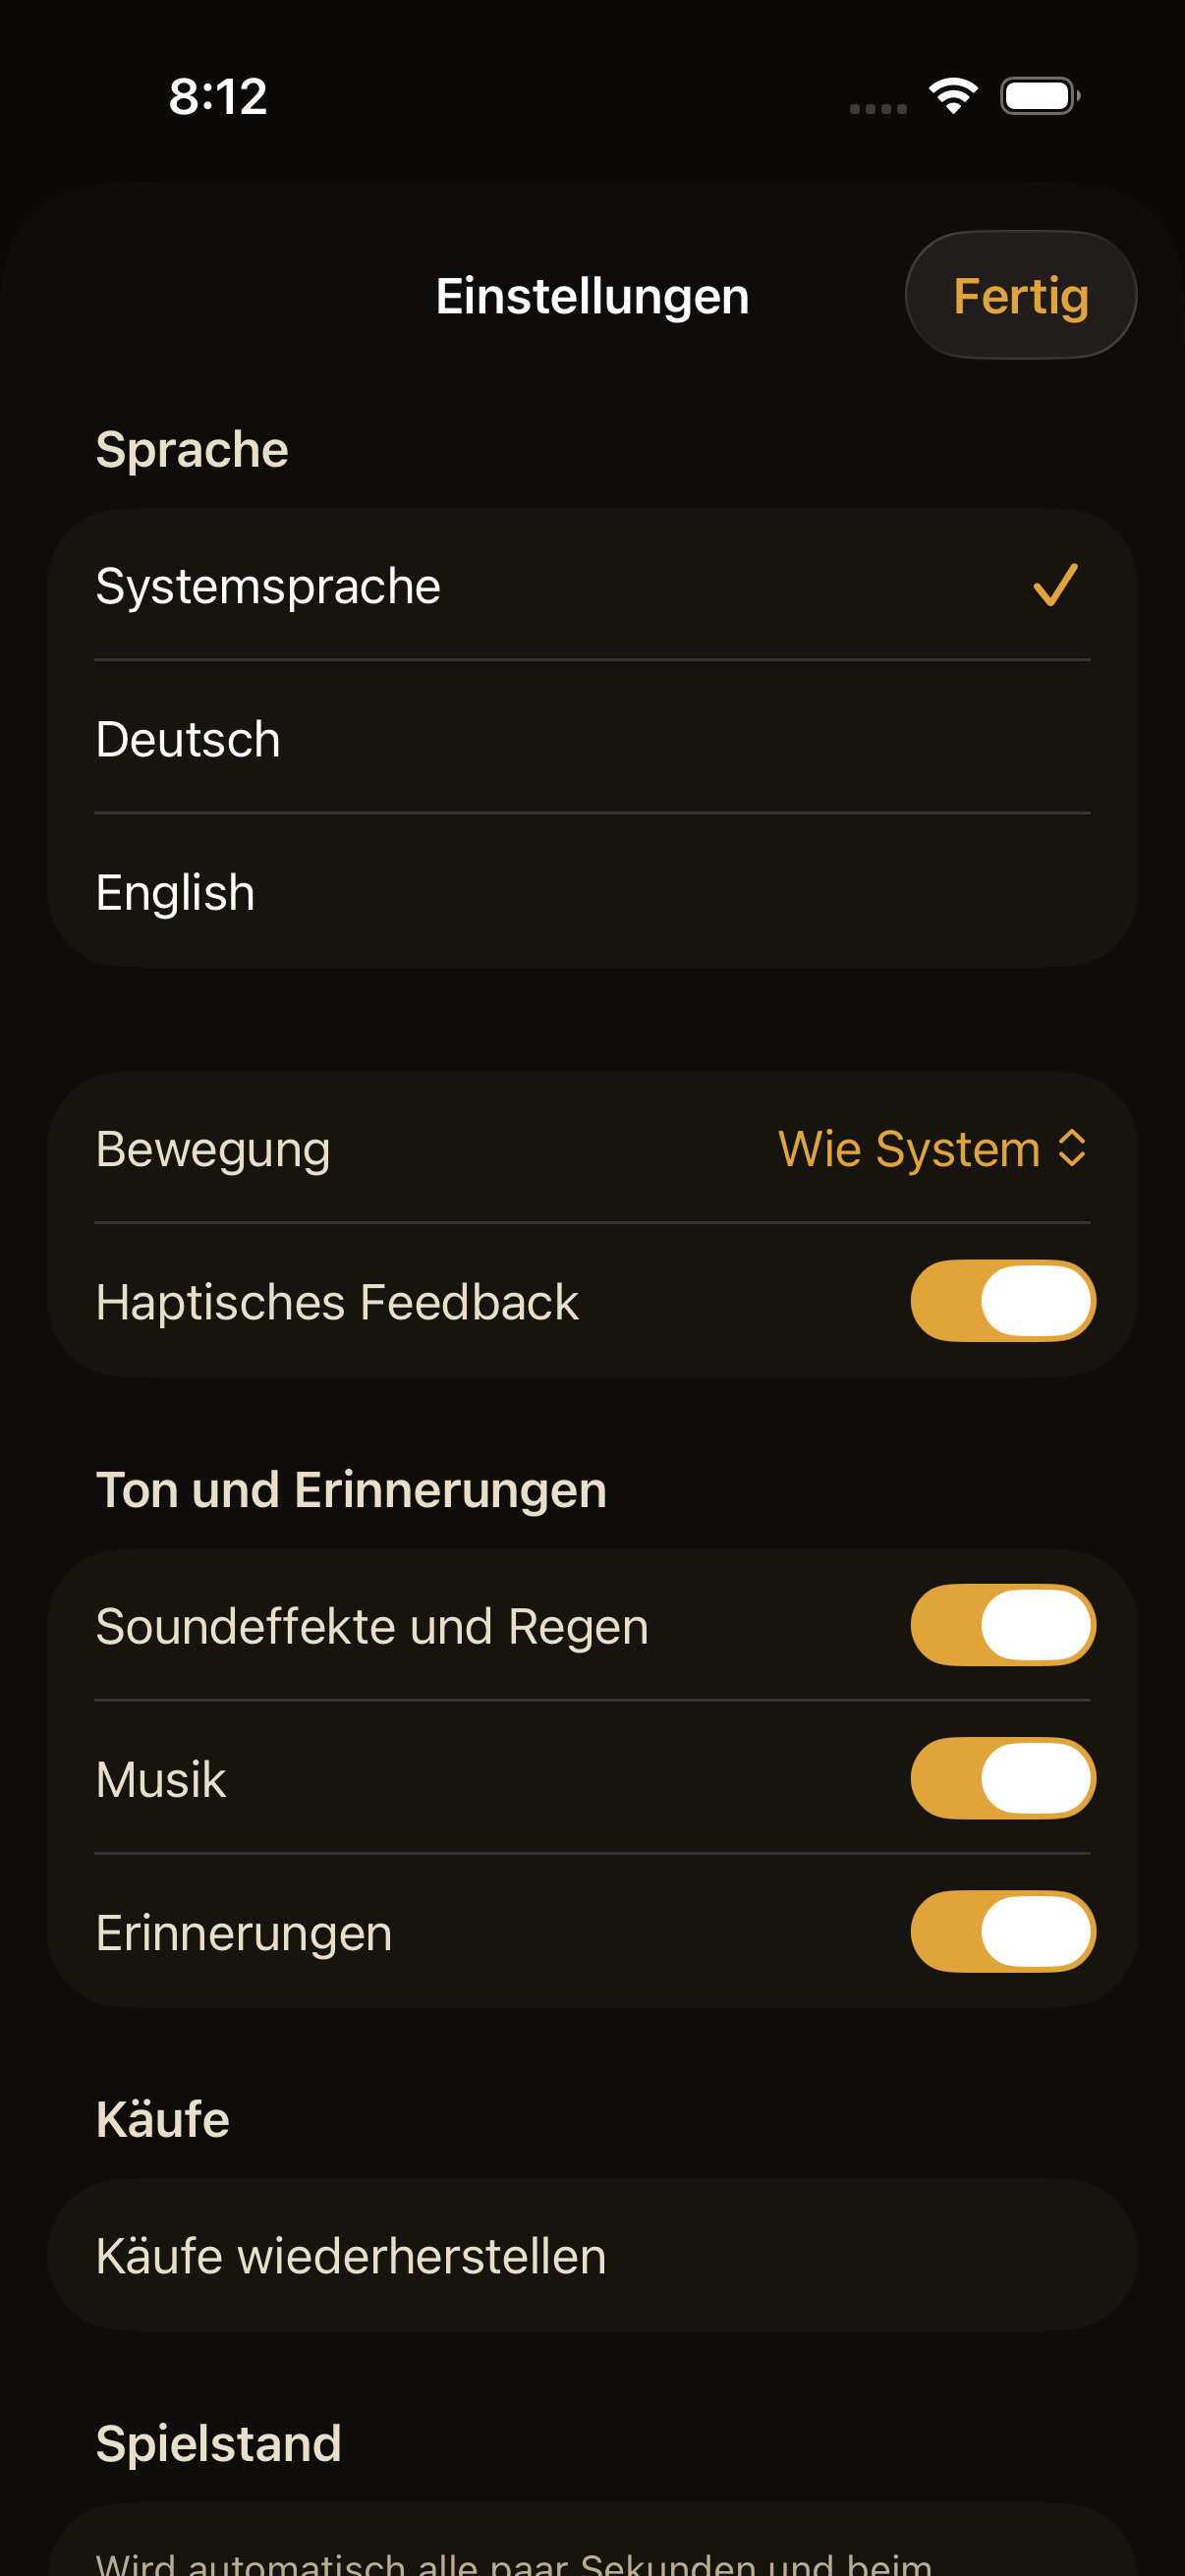 8:12
Einstellungen
Fertig
Sprache
Systemsprache
Deutsch
English
Bewegung
Wie System
Haptisches Feedback
Ton und Erinnerungen
Soundeffekte und Regen
Musik
Erinnerungen
Käufe
Käufe wiederherstellen
Spielstand
Wird automatisch alle paar Sekunden und beim